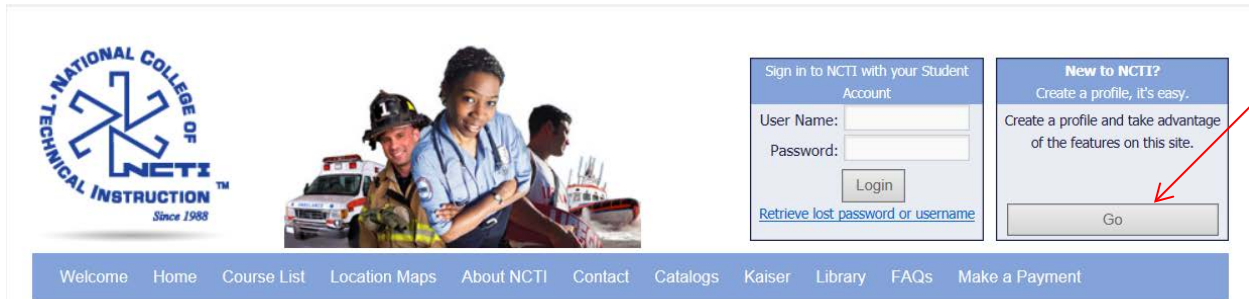 NATIONAL COLLEGE OF TECHNICAL INSTRUCTION
NCTI
TM
Since 1988
AMBULANCE
1
Sign in to NCTI with your Student
Account
User Name:
Password:
Login
Retrieve lost password or username
New to NCTI?
Create a profile, it's easy.
Create a profile and take advantage
of the features on this site.
Go
Welcome Home Course List Location Maps About NCTI Contact Catalogs Kaiser Library FAQs Make a Payment